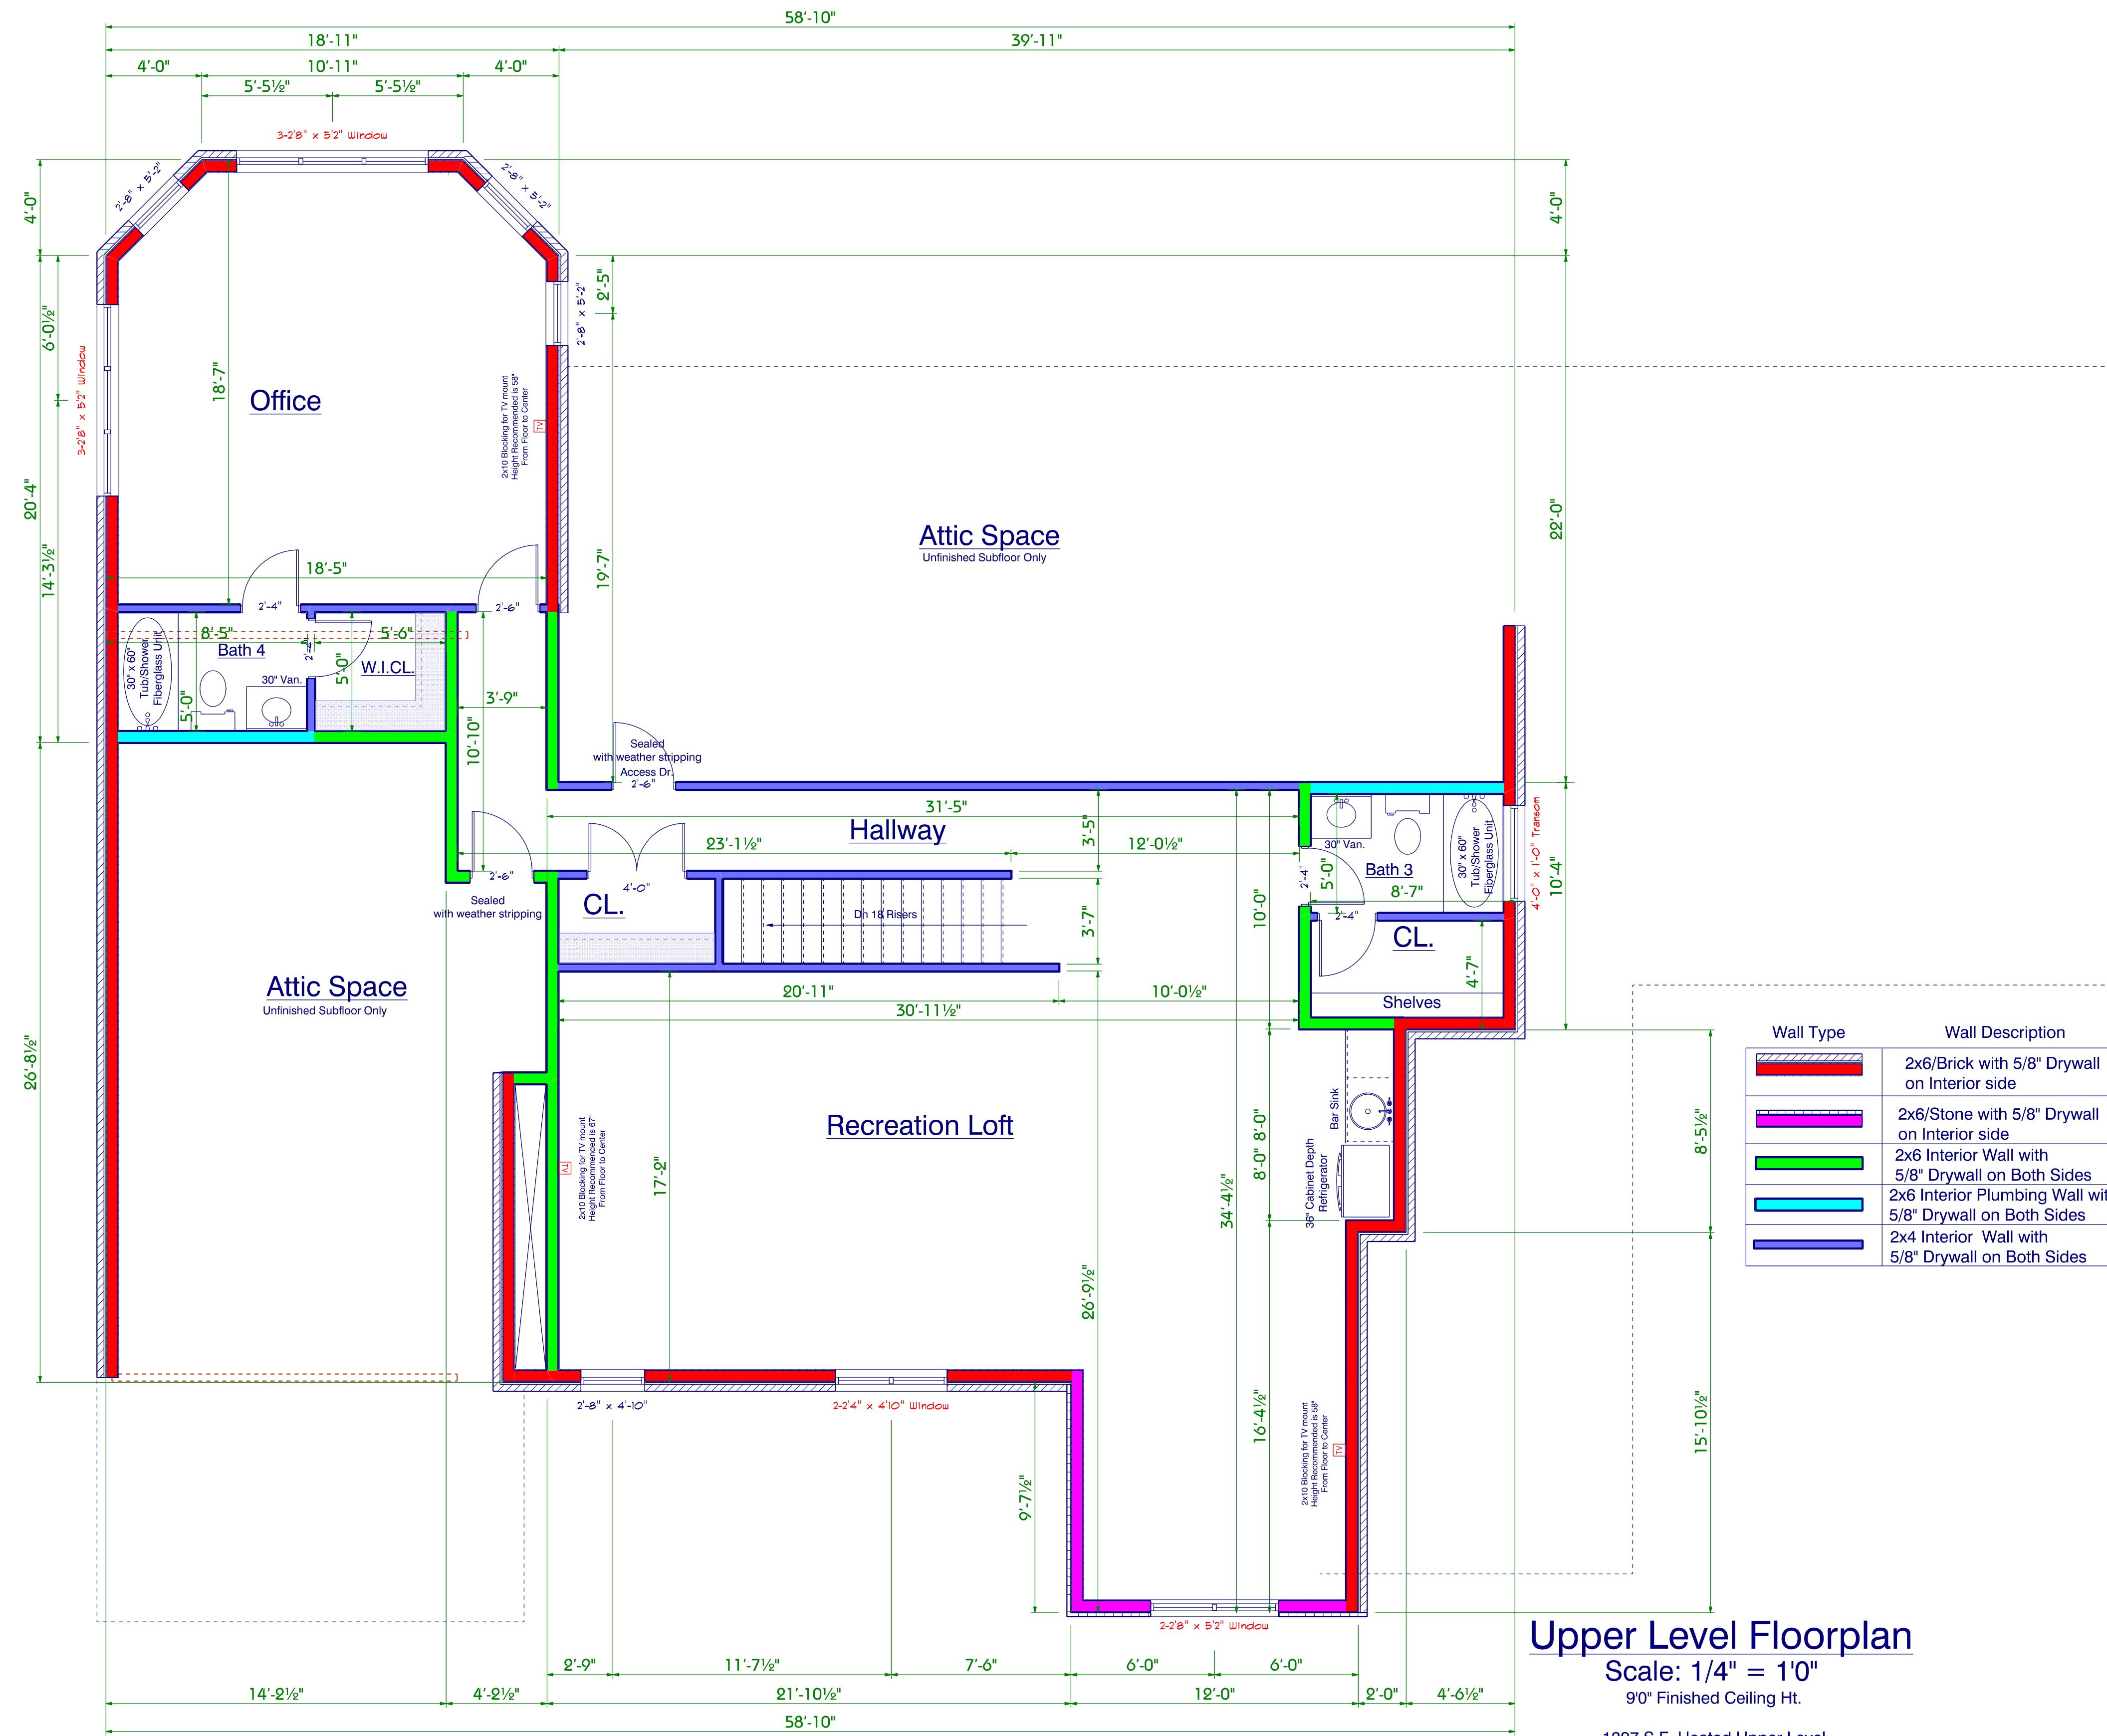 58'-10"
18'-11"
39'-11"
4'-0"
10'-11"
4'-0"
5'-5½"
5'-5½"
3-2'8" x 5'2" Window
2'-8" x 5'-2"
2'-8" x 5'-2"
4'-0"
4'-0"
6'-0½"
2'-5"
2'-8" x 5'-2"
3-2'8" x 5'2" Window
18'-7"
Office
2x10 Blocking for TV mount
Height Recommended is 58"
From Floor to Center
TV
20'-4"
14'-3½"
19'-7"
22'-0"
Attic Space
Unfinished Subfloor Only
18'-5"
2'-4"
2'-6"
8'-5"
5'-6"
Bath 4
2'-4"
W.I.CL.
30" x 60"
Tub/Shower
Fiberglass Unit
30" Van.
5'-0"
5'-0"
3'-9"
10'-10"
Sealed
with weather stripping
Access Dr.
2'-6"
31'-5"
Hallway
23'-1½"
3'-5"
12'-0½"
30" Van.
Bath 3
2'-4"
5'-0"
8'-7"
30" x 60"
Tub/Shower
Fiberglass Unit
4'-0" x 1'-0" Transom
10'-4"
2'-6"
4'-0"
CL.
Sealed
with weather stripping
Dn 18 Risers
3'-7"
10'-0"
2'-4"
CL.
4'-7"
Shelves
Attic Space
Unfinished Subfloor Only
20'-11"
10'-0½"
30'-11½"
26'-8½"
Wall Type
Wall Description
2x6/Brick with 5/8" Drywall
on Interior side
2x6/Stone with 5/8" Drywall
on Interior side
2x6 Interior Wall with
5/8" Drywall on Both Sides
2x6 Interior Plumbing Wall
5/8" Drywall on Both Sides
2x4 Interior Wall with
5/8" Drywall on Both Sides
Recreation Loft
2x10 Blocking for TV mount
Height Recommended is 67"
From Floor to Center
TV
17'-2"
Bar Sink
36" Cabinet Depth
Refrigerator
8'-0"
8'-0"
8'-5½"
34'-4½"
26'-9½"
16'-4½"
2x10 Blocking for TV mount
Height Recommended is 58"
From Floor to Center
TV
15'-10½"
2'-8" x 4'-10"
2-2'4" x 4'10" Window
9'-7½"
2-2'8" x 5'2" Window
Upper Level Floorplan
Scale: 1/4" = 1'0"
9'0" Finished Ceiling Ht.
2'-9"
11'-7½"
7'-6"
6'-0"
6'-0"
14'-2½"
4'-2½"
21'-10½"
12'-0"
2'-0"
4'-6½"
58'-10"